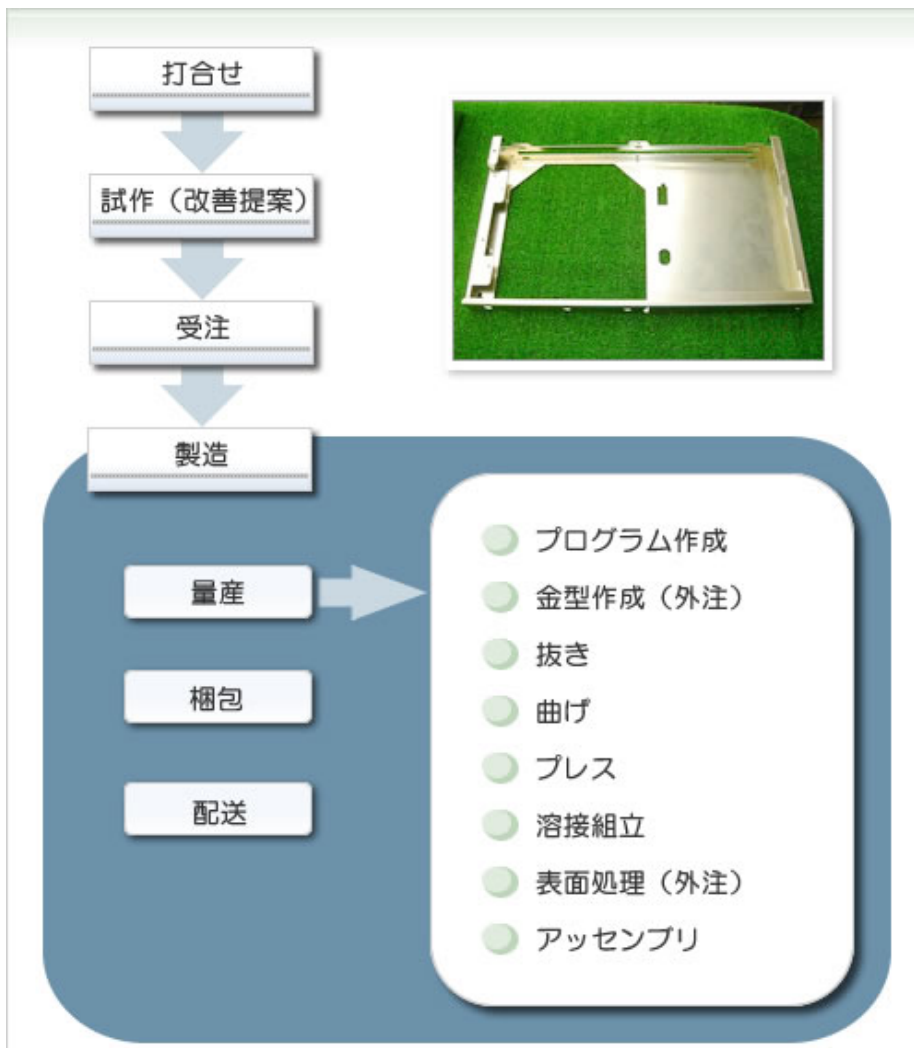 打合せ
試作（改善提案）
受注
製造
量産
梱包
配送
プログラム作成
金型作成（外注）
抜き
曲げ
プレス
溶接組立
表面処理（外注）
アッセンブリ